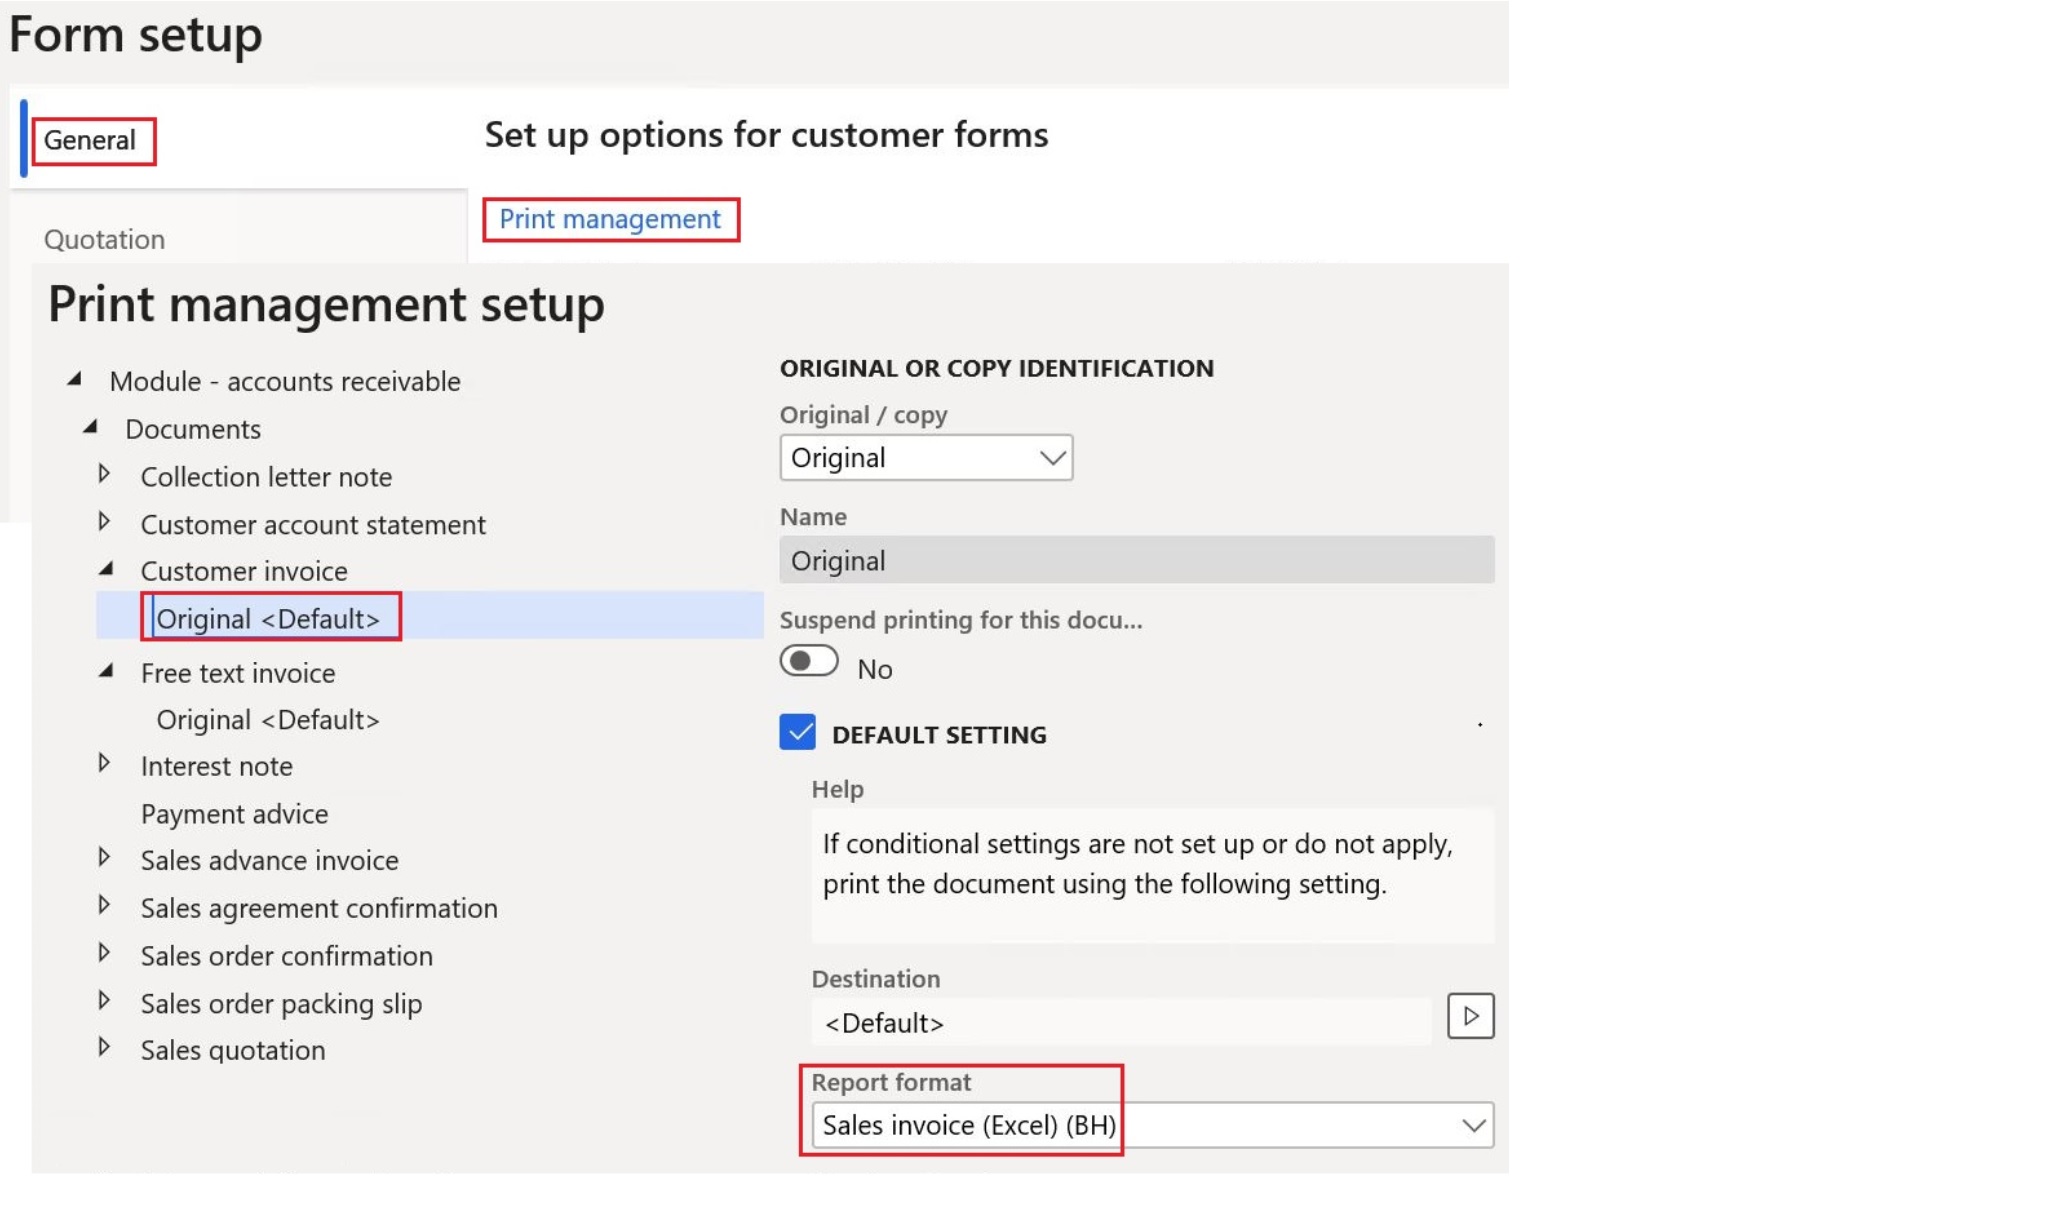 Form setup
General
Set up options for customer forms
Print management
Quotation
Print management setup
Module - accounts receivable
Documents
Collection letter note
Customer account statement
Customer invoice
Original <Default>
Free text invoice
Original <Default>
Interest note
Payment advice
Sales advance invoice
Sales agreement confirmation
Sales order confirmation
Sales order packing slip
Sales quotation
ORIGINAL OR COPY IDENTIFICATION
Original / copy
Original
Name
Original
Suspend printing for this docu...
No
DEFAULT SETTING
Help
If conditional settings are not set up or do not apply,
print the document using the following setting.
Destination
<Default>
Report format
Sales invoice (Excel) (BH)